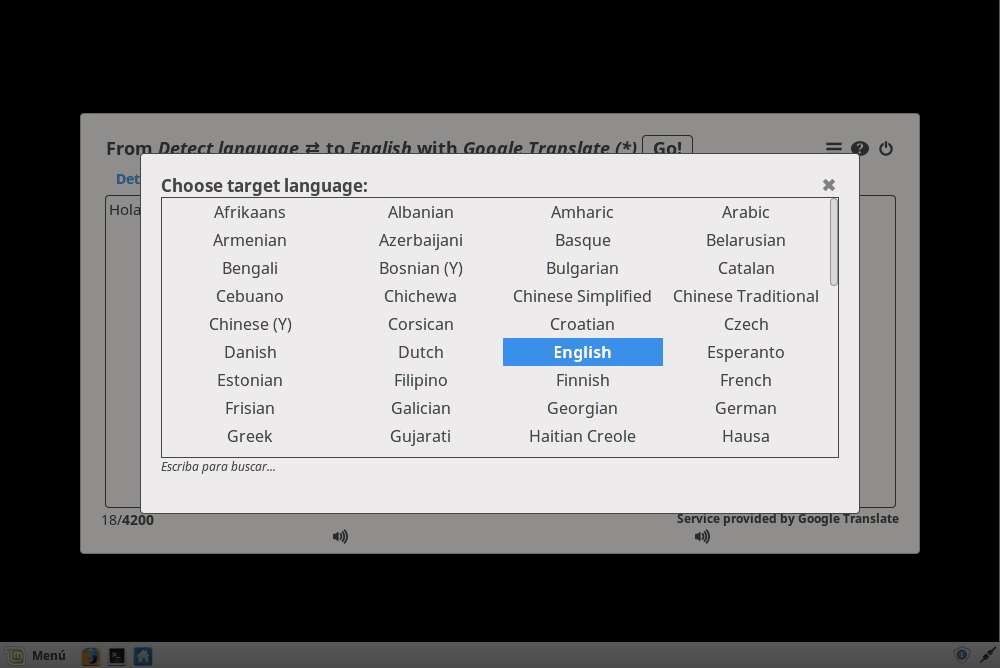 From Detect language ⇄ to English with Google Translate (*) Go!
Det
Choose target language:
Hola
Afrikaans Albanian Amharic Arabic
Armenian Azerbaijani Basque Belarusian
Bengali Bosnian (Y) Bulgarian Catalan
Cebuano Chichewa Chinese Simplified Chinese Traditional
Chinese (Y) Corsican Croatian Czech
Danish Dutch English Esperanto
Estonian Filipino Finnish French
Frisian Galician Georgian German
Greek Gujarati Haitian Creole Hausa
Escriba para buscar...
18/4200 Service provided by Google Translate
Menú